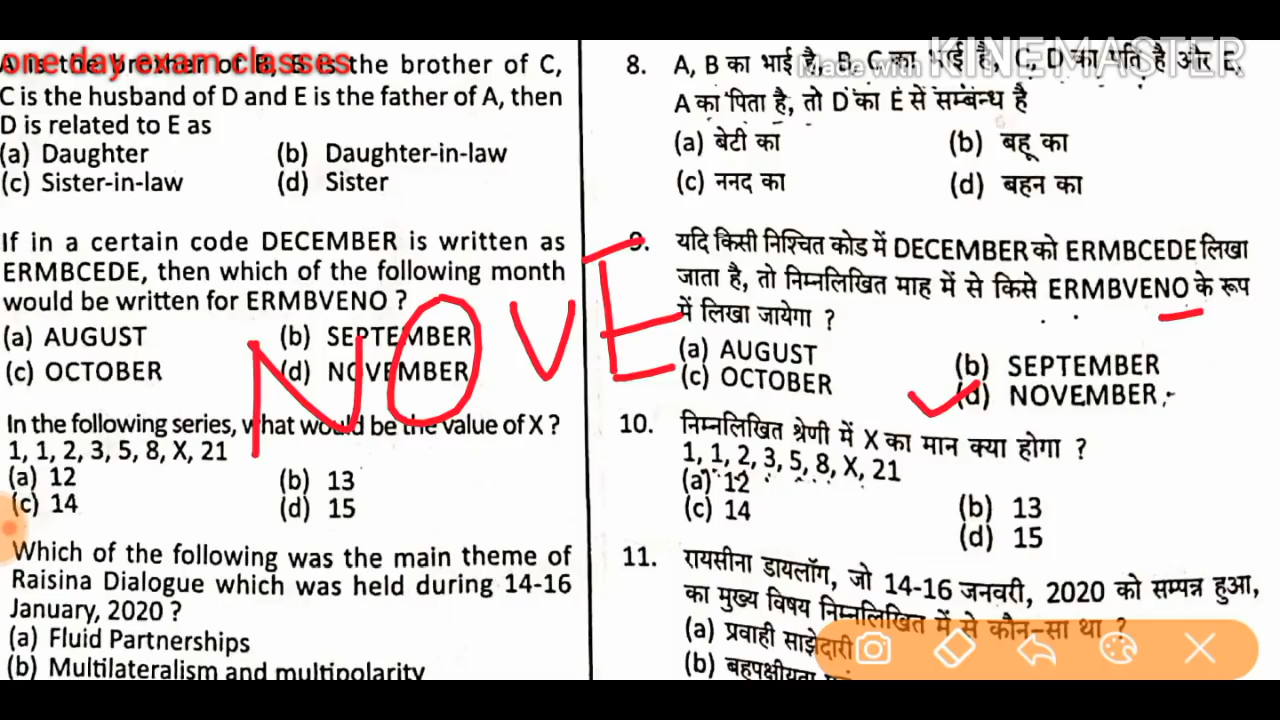 one day exam classes
Made with KINEMASTER
A is the brother of B, B is the brother of C,
C is the husband of D and E is the father of A, then
D is related to E as
(a) Daughter (b) Daughter-in-law
(c) Sister-in-law (d) Sister
If in a certain code DECEMBER is written as
ERMBCEDE, then which of the following month
would be written for ERMBVENO ?
(a) AUGUST (b) SEPTEMBER
(c) OCTOBER (d) NOVEMBER
In the following series, what would be the value of X ?
1, 1, 2, 3, 5, 8, X, 21
(a) 12 (b) 13
(c) 14 (d) 15
Which of the following was the main theme of
Raisina Dialogue which was held during 14-16
January, 2020 ?
(a) Fluid Partnerships
(b) Multilateralism and multipolarity
NOVE
8. A, B का भाई है, B, C का भाई है, C, D का पति है और E,
A का पिता है, तो D का E सें सम्बंन्ध है
(a) बेटी का (b) बहू का
(c) ननद का (d) बहन का
9. यदि किसी निश्चित कोड में DECEMBER को ERMBCEDE लिखा
जाता है, तो निम्नलिखित माह में से किसे ERMBVENO के रूप
में लिखा जायेगा ?
(a) AUGUST (b) SEPTEMBER
(c) OCTOBER (d) NOVEMBER
10. निम्नलिखित श्रेणी में X का मान क्या होगा ?
1, 1, 2, 3, 5, 8, X, 21
(a) 12 (b) 13
(c) 14 (d) 15
11. रायसीना डायलॉग, जो 14-16 जनवरी, 2020 को सम्पन्न हुआ,
का मुख्य विषय निम्नलिखित में से कौन-सा था ?
(a) प्रवाही साझेदारी
(b) बहुपक्षीयता